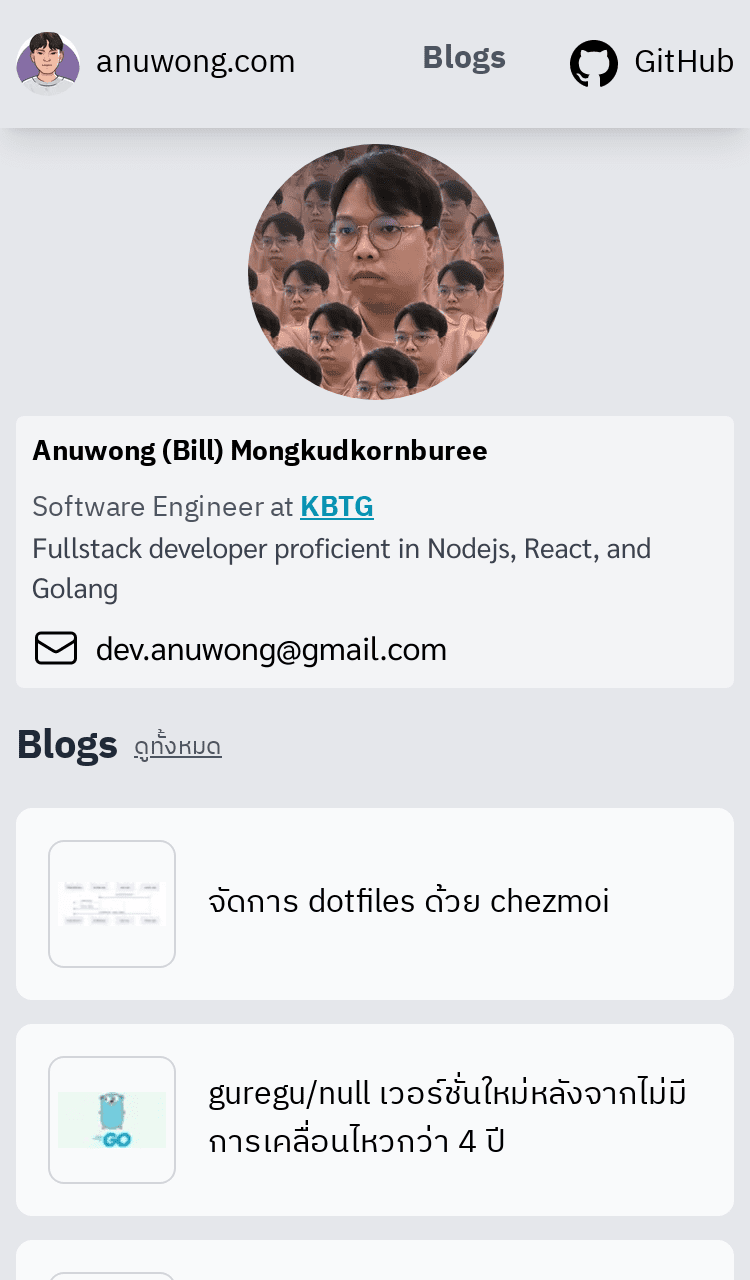 anuwong.com
Blogs
GitHub
Anuwong (Bill) Mongkudkornburee
Software Engineer at KBTG
Fullstack developer proficient in Nodejs, React, and
Golang
dev.anuwong@gmail.com
Blogs ดูทั้งหมด
จัดการ dotfiles ด้วย chezmoi
GO
guregu/null เวอร์ชั่นใหม่หลังจากไม่มี
การเคลื่อนไหวกว่า 4 ปี